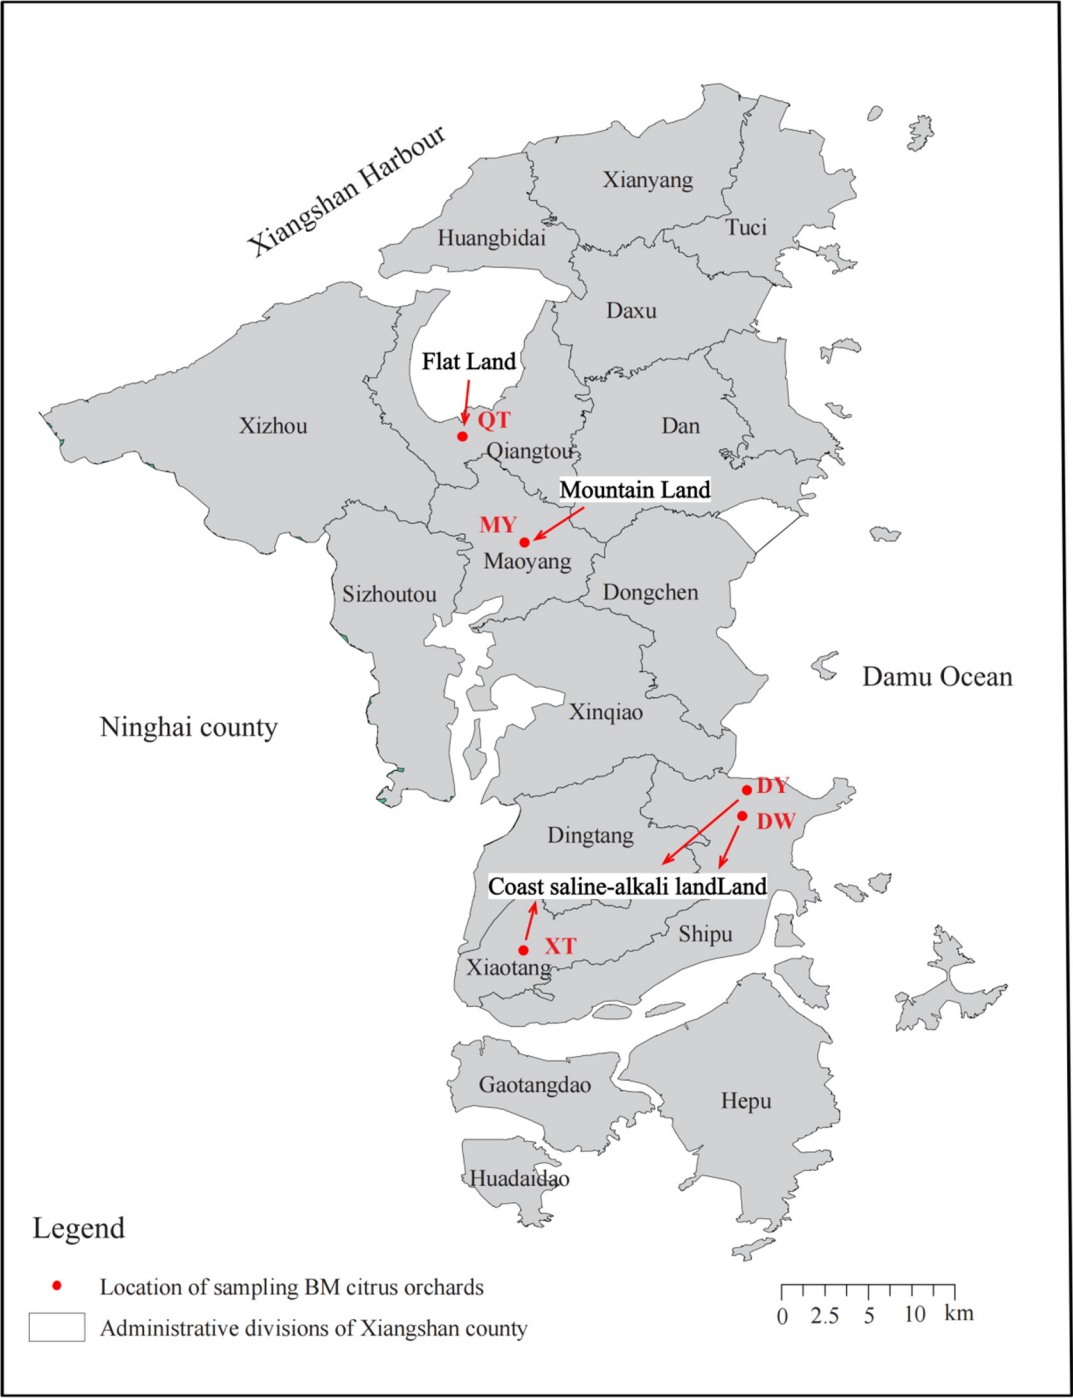 Xiangshan Harbour
Xianyang
Tuci
Huangbidai
Daxu
Flat Land
QT
Xizhou
Dan
Qiangtou
Mountain Land
MY
Maoyang
Sizhoutou
Dongchen
Damu Ocean
Xinqiao
Ninghai county
DY
DW
Dingtang
Coast saline-alkali landLand
Shipu
XT
Xiaotang
Gaotangdao
Hepu
Huadaidao
Legend
Location of sampling BM citrus orchards
0 2.5 5 10 km
Administrative divisions of Xiangshan county